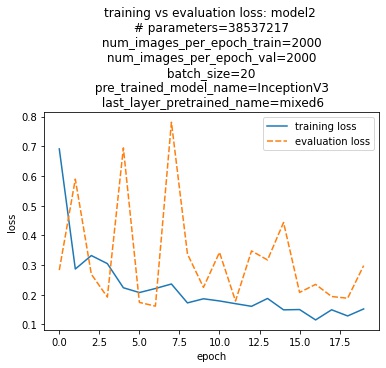 training vs evaluation loss: model2
# parameters=38537217
num_images_per_epoch_train=2000
num_images_per_epoch_val=2000
batch_size=20
pre_trained_model_name=InceptionV3
last_layer_pretrained_name=mixed6
training loss
evaluation loss
loss
0.8
0.7
0.6
0.5
0.4
0.3
0.2
0.1
0.0 2.5 5.0 7.5 10.0 12.5 15.0 17.5
epoch